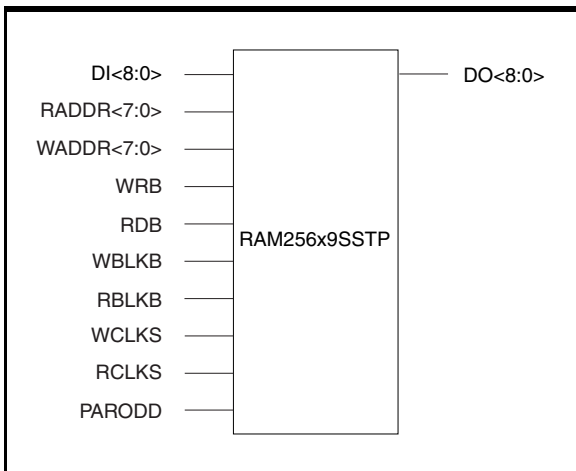 DI<8:0>
DO<8:0>
RADDR<7:0>
WADDR<7:0>
WRB
RDB
RAM256x9SSTP
WBLKB
RBLKB
WCLKS
RCLKS
PARODD